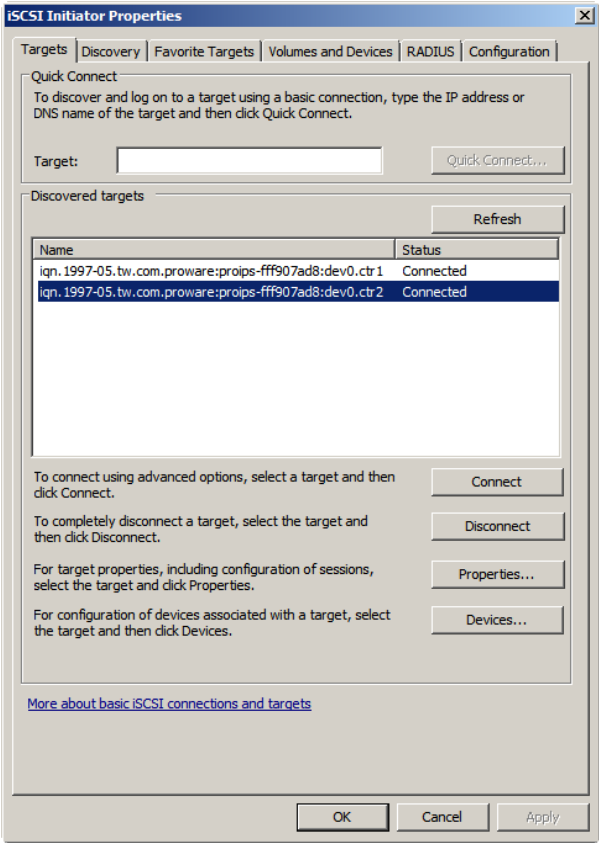 iSCSI Initiator Properties
Targets Discovery Favorite Targets Volumes and Devices RADIUS Configuration
Quick Connect
To discover and log on to a target using a basic connection, type the IP address or
DNS name of the target and then click Quick Connect.
Target: Quick Connect...
Discovered targets
Refresh
Name Status
iqn.1997-05.tw.com.proware:proips-fff907ad8:dev0.ctr1 Connected
iqn.1997-05.tw.com.proware:proips-fff907ad8:dev0.ctr2 Connected
To connect using advanced options, select a target and then
click Connect.
Connect
To completely disconnect a target, select the target and
then click Disconnect.
Disconnect
For target properties, including configuration of sessions,
select the target and click Properties.
Properties...
For configuration of devices associated with a target, select
the target and then click Devices.
Devices...
More about basic iSCSI connections and targets
OK Cancel Apply